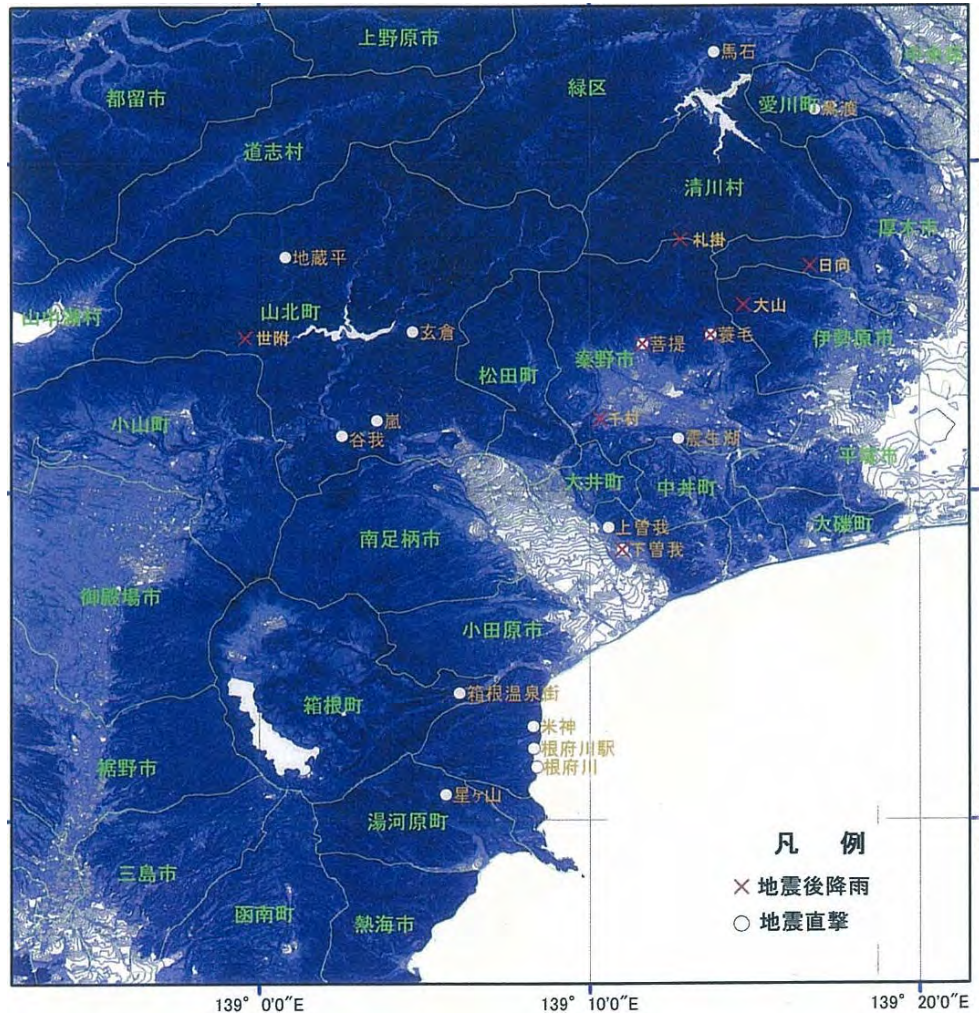 上野原市
馬石
緑区
都留市
愛川町
道志村
清川村
厚木市
札掛
地蔵平
日向
大山
山北町
山中湖村
世附
玄倉
伊勢原市
蓑毛
菩提
秦野市
松田町
小山町
嵐
千村
谷我
震生湖
平塚市
大井町
中井町
上曽我
大磯町
南足柄市
下曽我
御殿場市
小田原市
箱根温泉街
箱根町
米神
根府川駅
根府川
裾野市
星ヶ山
湯河原町
凡 例
三島市
× 地震後降雨
函南町
熱海市
○ 地震直撃
139° 0'0"E
139° 10'0"E
139° 20'0"E